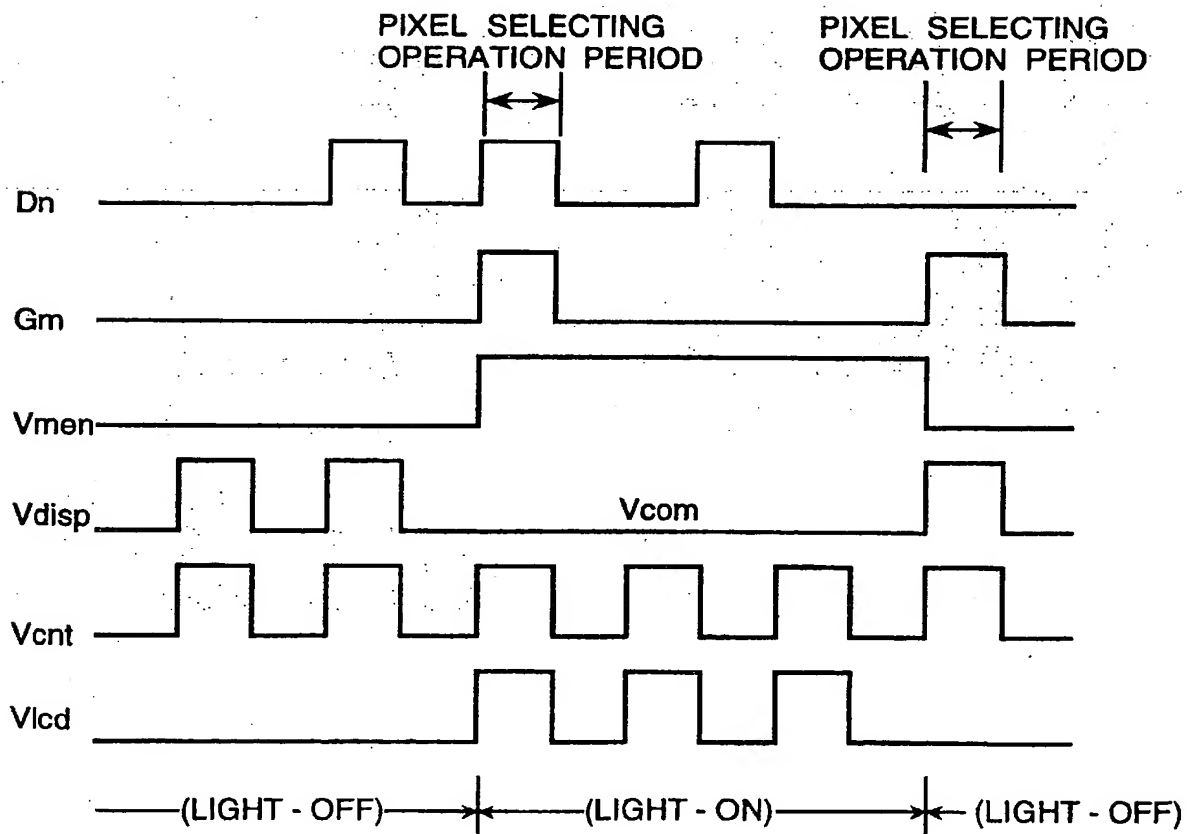 PIXEL SELECTING
OPERATION PERIOD
PIXEL SELECTING
OPERATION PERIOD
Dn
Gm
Vmen
Vdisp
Vcom
Vcnt
Vlcd
(LIGHT - OFF)
(LIGHT - ON)
(LIGHT - OFF)